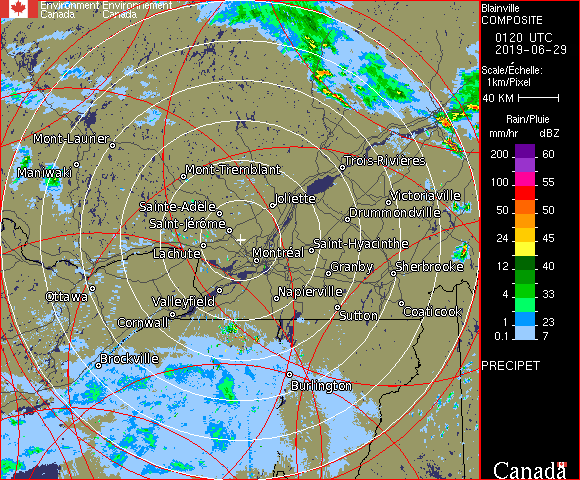 Environment Environnement
Canada Canada
Blainville
COMPOSITE
0120 UTC
2019-06-29
Scale/Échelle:
1km/Pixel
40 KM
Rain/Pluie
mm/hr dBZ
200 60
100 55
50 50
24 45
12 40
4 33
1 23
0.1 7
PRECIPET
Canada
Mont-Laurier
Maniwaki
Mont-Tremblant
Trois-Rivières
Sainte-Adèle
Joliette
Victoriaville
Saint-Jérôme
Drummondville
Lachute
Montréal
Saint-Hyacinthe
Granby
Sherbrooke
Ottawa
Valleyfield
Napierville
Cornwall
Sutton
Coaticook
Brockville
Burlington